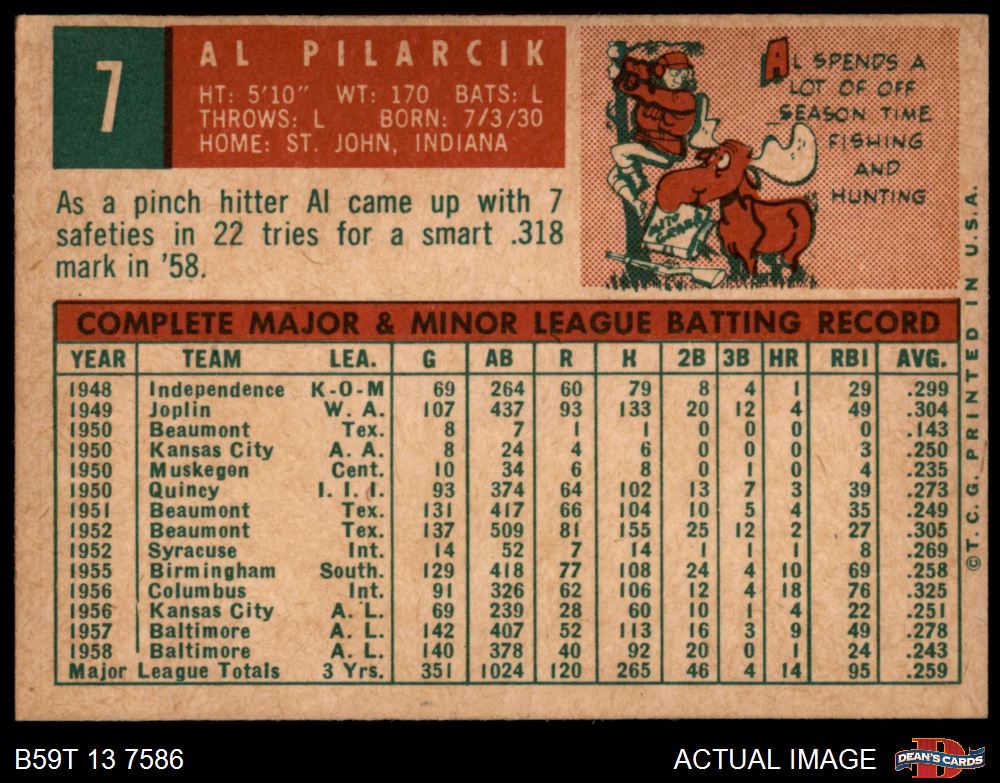 7
AL PILARCIK
HT: 5'10" WT: 170 BATS: L
THROWS: L BORN: 7/3/30
HOME: ST. JOHN, INDIANA
As a pinch hitter Al came up with 7
safeties in 22 tries for a smart .318
mark in '58.
AL SPENDS A
LOT OF OFF
SEASON TIME
FISHING
AND
HUNTING
COMPLETE MAJOR & MINOR LEAGUE BATTING RECORD
YEAR TEAM LEA. G AB R H 2B 3B HR RBI AVG.
1948 Independence K-O-M 69 264 60 79 8 4 1 29 .299
1949 Joplin W. A. 107 437 93 133 20 12 4 49 .304
1950 Beaumont Tex. 8 7 1 1 0 0 0 0 .143
1950 Kansas City A. A. 8 24 4 6 0 0 0 3 .250
1950 Muskegon Cent. 10 34 6 8 0 1 0 4 .235
1950 Quincy I. I. I. 93 374 64 102 13 7 3 39 .273
1951 Beaumont Tex. 131 417 66 104 10 5 4 35 .249
1952 Beaumont Tex. 137 509 81 155 25 12 2 27 .305
1952 Syracuse Int. 14 52 7 14 1 1 1 8 .269
1955 Birmingham South. 129 418 77 108 24 4 10 69 .258
1956 Columbus Int. 91 326 62 106 12 4 18 76 .325
1956 Kansas City A. L. 69 239 28 60 10 1 4 22 .251
1957 Baltimore A. L. 142 407 52 113 16 3 9 49 .278
1958 Baltimore A. L. 140 378 40 92 20 0 1 24 .243
Major League Totals 3 Yrs. 351 1024 120 265 46 4 14 95 .259
©T. C. G. PRINTED IN U.S.A.
B59T 13 7586
ACTUAL IMAGE
DEAN'S CARDS